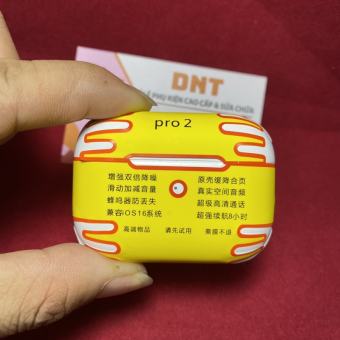 DNT
PHỤ KIỆN CAO CẤP & SỬA CHỮA
pro 2
增强双倍降噪
滑动加减音量
蜂鸣器防丢失
兼容iOS16系统
原壳缓降合页
真实空间音频
超级高清通话
超强续航8小时
高端物品 请先试用 撕膜不退